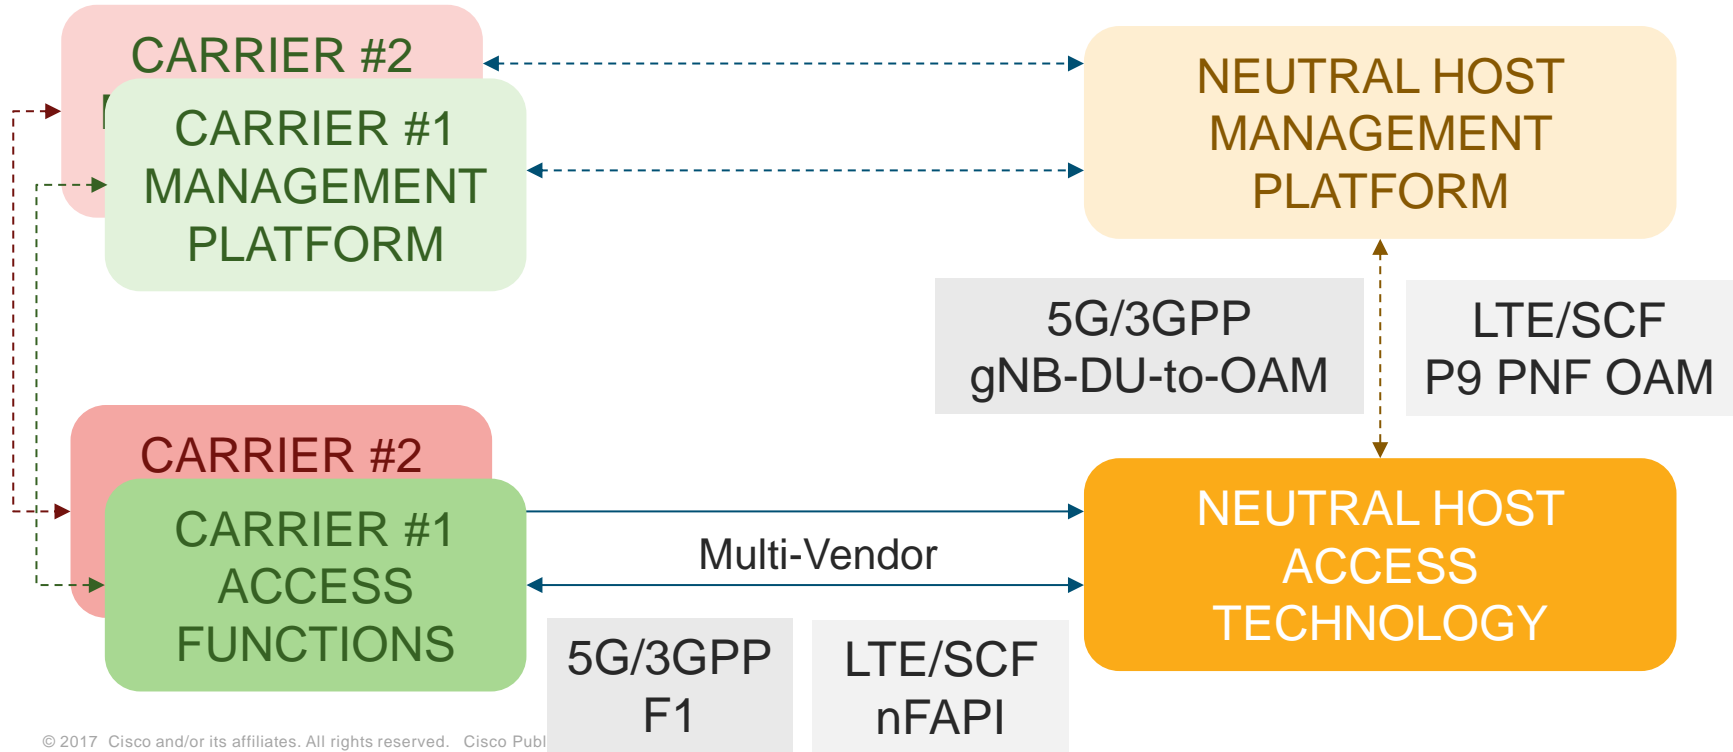 CARRIER #2
CARRIER #1
MANAGEMENT
PLATFORM
NEUTRAL HOST
MANAGEMENT
PLATFORM
5G/3GPP
gNB-DU-to-OAM
LTE/SCF
P9 PNF OAM
CARRIER #2
CARRIER #1
ACCESS
FUNCTIONS
Multi-Vendor
NEUTRAL HOST
ACCESS
TECHNOLOGY
5G/3GPP
F1
LTE/SCF
nFAPI
© 2017 Cisco and/or its affiliates. All rights reserved. Cisco Publ